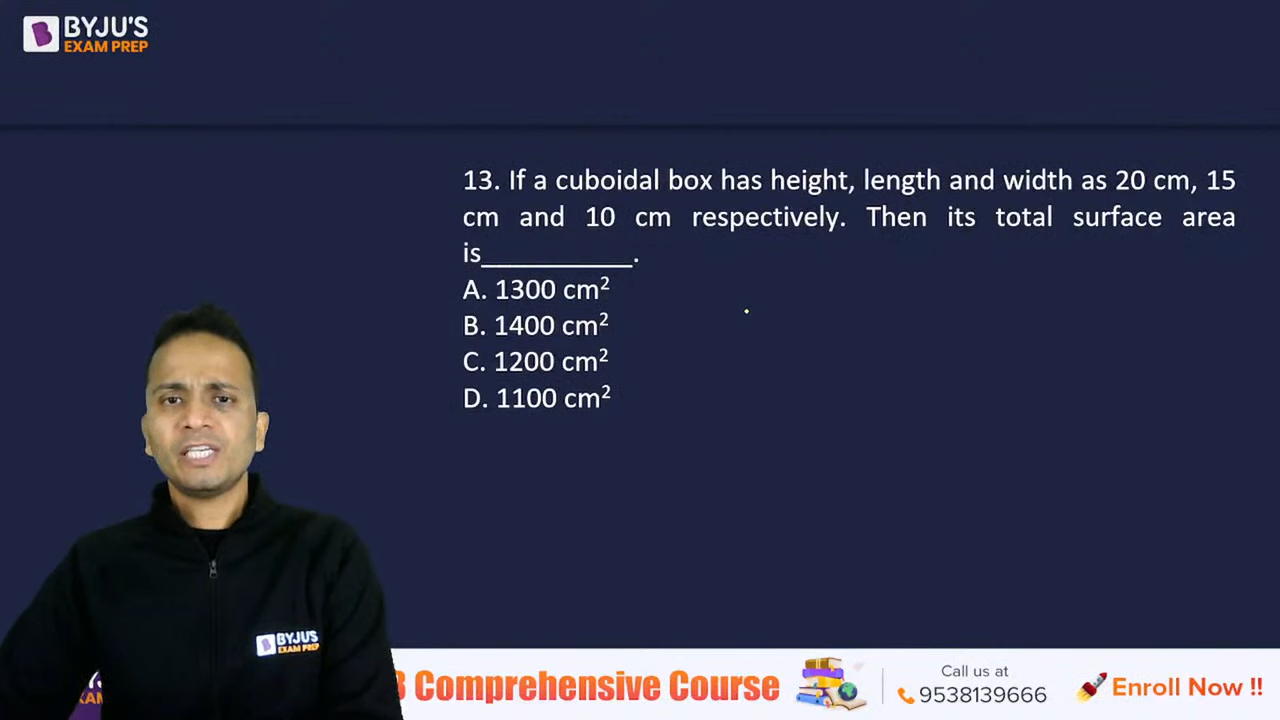 BYJU'S
EXAM PREP
13. If a cuboidal box has height, length and width as 20 cm, 15
cm and 10 cm respectively. Then its total surface area
is__________.
A. 1300 cm²
B. 1400 cm²
C. 1200 cm²
D. 1100 cm²
BYJU'S
EXAM PREP
Comprehensive Course
Call us at
9538139666
Enroll Now !!